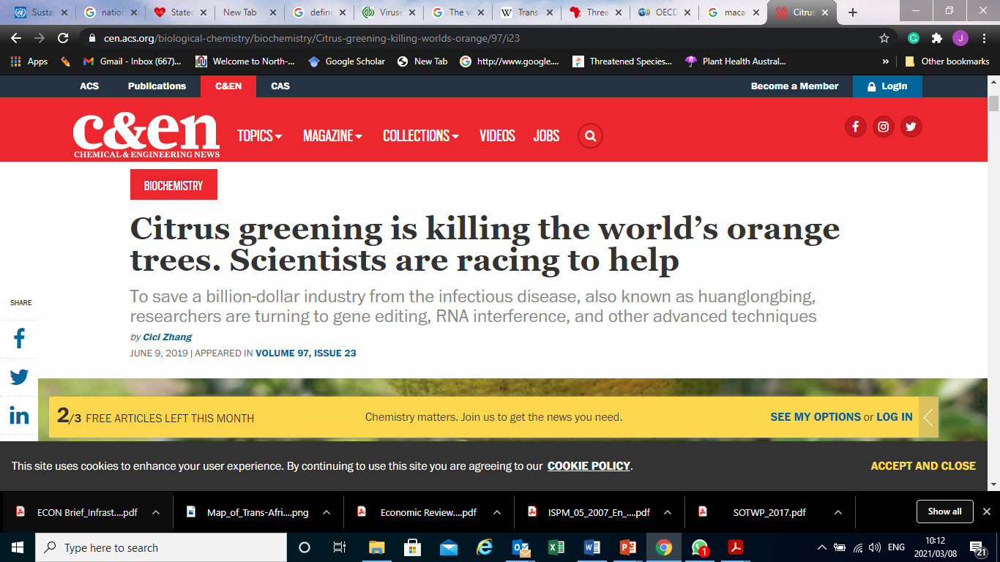 Susta
nation
Stated
New Tab
define
Viruse
The v
Trans-
Three
OECD
maca
Citrus
cen.acs.org/biological-chemistry/biochemistry/Citrus-greening-killing-worlds-orange/97/i23
J
Apps
Gmail - Inbox (667)...
Welcome to North-...
Google Scholar
New Tab
http://www.google....
Threatened Species...
Plant Health Austral...
»
Other bookmarks
ACS
Publications
C&EN
CAS
Become a Member
LogIn
c&en
CHEMICAL & ENGINEERING NEWS
TOPICS
MAGAZINE
COLLECTIONS
VIDEOS
JOBS
BIOCHEMISTRY
Citrus greening is killing the world’s orange
trees. Scientists are racing to help
To save a billion-dollar industry from the infectious disease, also known as huanglongbing,
researchers are turning to gene editing, RNA interference, and other advanced techniques
by Cici Zhang
JUNE 9, 2019 | APPEARED IN VOLUME 97, ISSUE 23
SHARE
2/3 FREE ARTICLES LEFT THIS MONTH
Chemistry matters. Join us to get the news you need.
SEE MY OPTIONS or LOG IN
This site uses cookies to enhance your user experience. By continuing to use this site you are agreeing to our COOKIE POLICY.
ACCEPT AND CLOSE
ECON Brief_Infrast....pdf
Map_of_Trans-Afri....png
Economic Review....pdf
ISPM_05_2007_En_....pdf
SOTWP_2017.pdf
Show all
Type here to search
1
ENG
10:12
2021/03/08
21